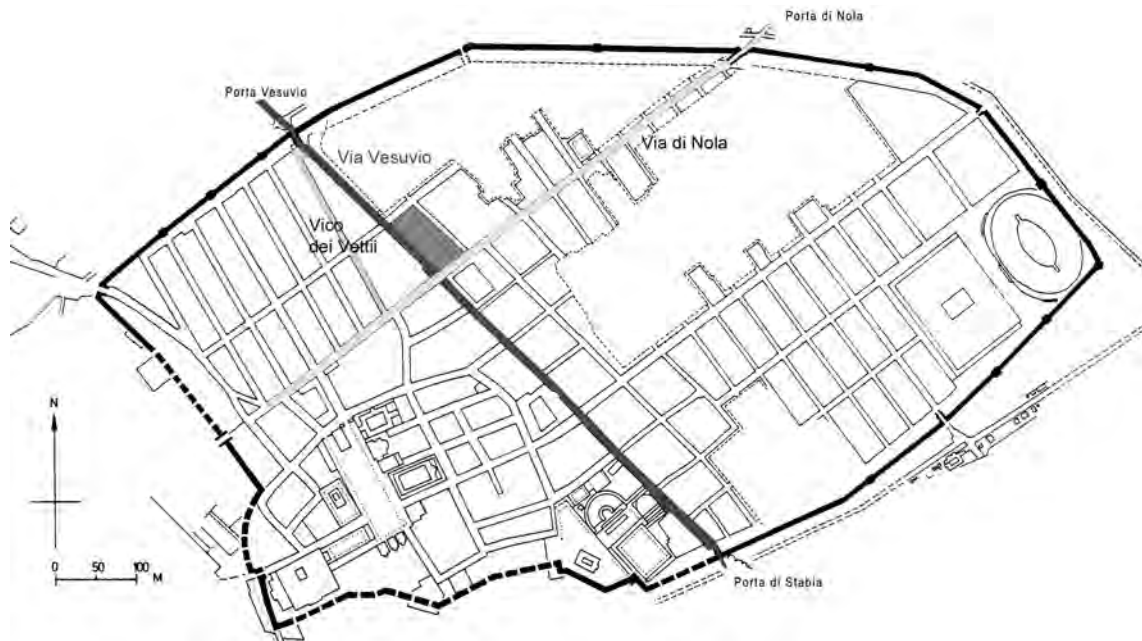 Porta di Nola
Porta Vesuvio
Via Vesuvio
Via di Nola
Vico
dei Vettii
N
0 50 100
M
Porta di Stabia